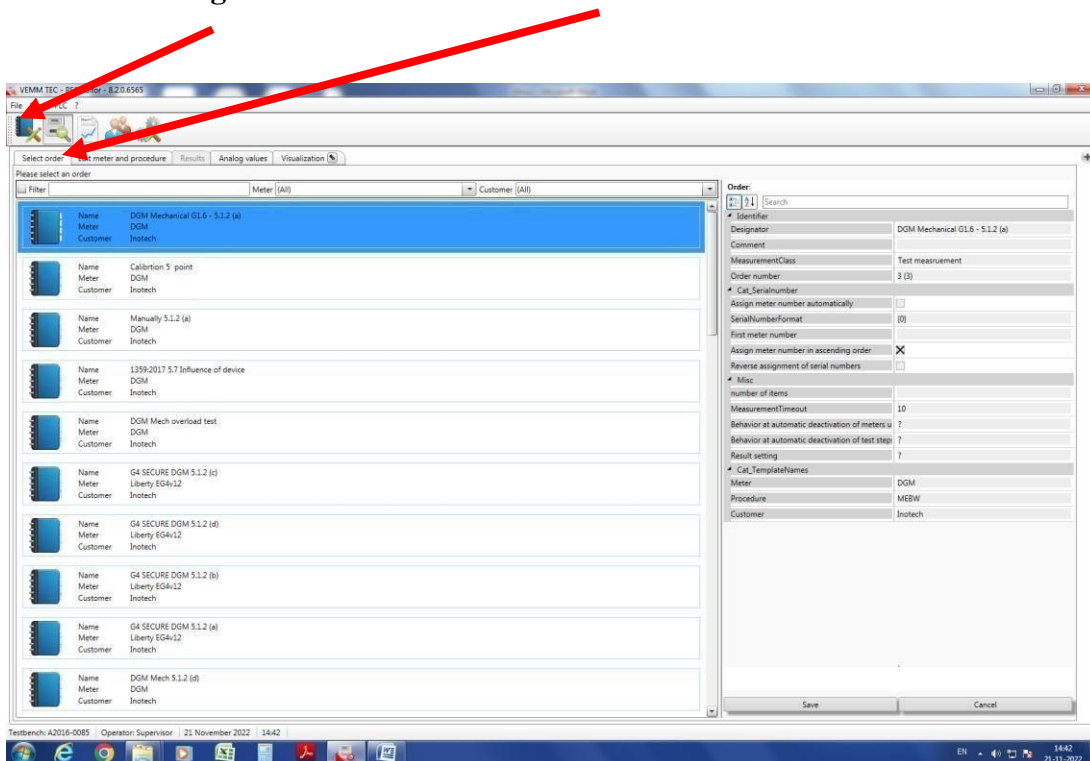 g
VEMM TEC - - 8.2.0.6565
File PLC ?
Select order Edit meter and procedure Results Analog values Visualization
Please select an order
Filter Meter (All) Customer (All)
Name DGM Mechanical G1.6 - 5.1.2 (a)
Meter DGM
Customer Inotech
Name Calibrtion 5 point
Meter DGM
Customer Inotech
Name Manually 5.1.2 (a)
Meter DGM
Customer Inotech
Name 1359:2017 5.7 Influence of device
Meter DGM
Customer Inotech
Name DGM Mech overload test
Meter DGM
Customer Inotech
Name G4 SECURE DGM 5.1.2 (c)
Meter Liberty EG4v12
Customer Inotech
Name G4 SECURE DGM 5.1.2 (d)
Meter Liberty EG4v12
Customer Inotech
Name G4 SECURE DGM 5.1.2 (b)
Meter Liberty EG4v12
Customer Inotech
Name G4 SECURE DGM 5.1.2 (a)
Meter Liberty EG4v12
Customer Inotech
Name DGM Mech 5.1.2 (d)
Meter DGM
Customer Inotech
Order:
Search
Identifier
Designator DGM Mechanical G1.6 - 5.1.2 (a)
Comment
MeasurementClass Test measruement
Order number 3 (3)
Cat_Serialnumber
Assign meter number automatically
SerialNumberFormat {0}
First meter number
Assign meter number in ascending order
Reverse assignment of serial numbers
Misc
number of items
MeasurementTimeout 10
Behavior at automatic deactivation of meters u ?
Behavior at automatic deactivation of test step ?
Result setting ?
Cat_TemplateNames
Meter DGM
Procedure MEBW
Customer Inotech
Save Cancel
Testbench: A2016-0085 Operator: Supervisor 21 November 2022 14:42
EN 14:42
21-11-2022